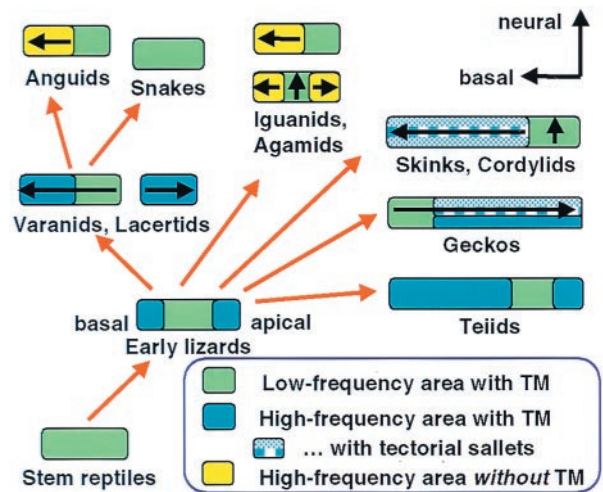 neural
basal
Anguids
Snakes
Iguanids,
Agamids
Skinks, Cordylids
Varanids, Lacertids
Geckos
basal
apical
Early lizards
Teiids
Stem reptiles
Low-frequency area with TM
High-frequency area with TM
... with tectorial sallets
High-frequency area without TM